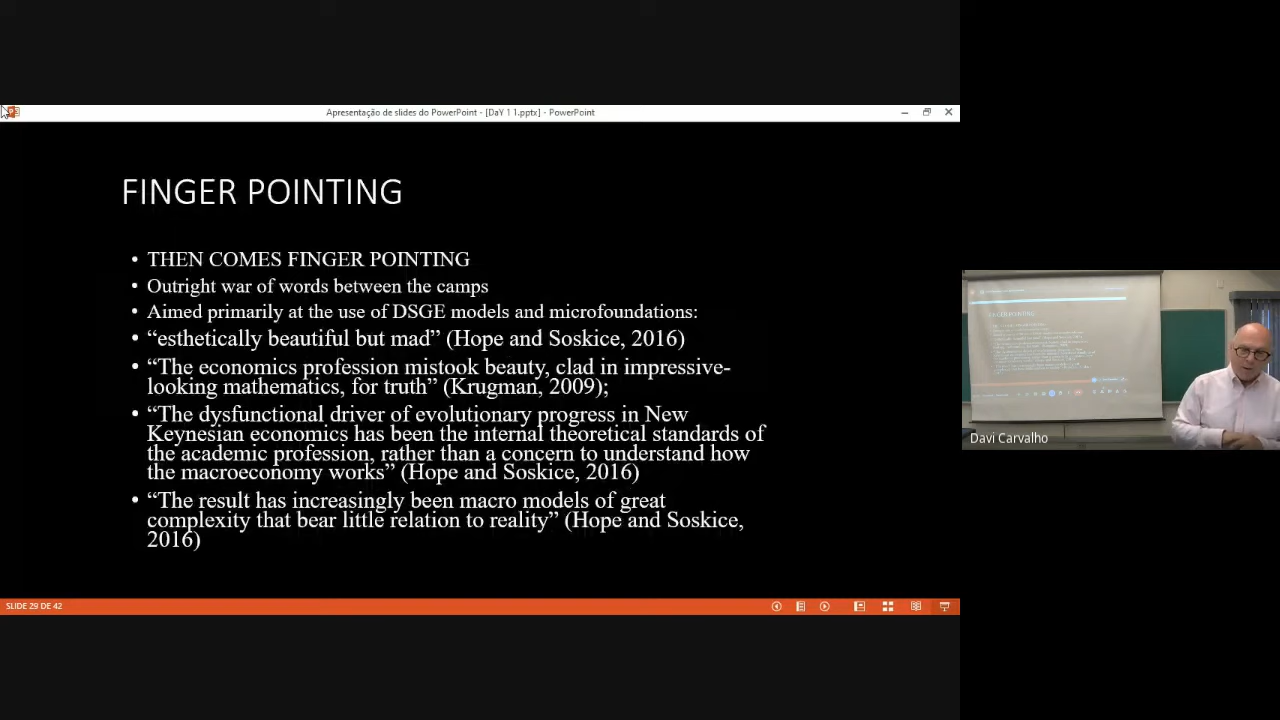 Apresentação de slides do PowerPoint - [DaY 1 1.pptx] - PowerPoint
FINGER POINTING
• THEN COMES FINGER POINTING
• Outright war of words between the camps
• Aimed primarily at the use of DSGE models and microfoundations:
• “esthetically beautiful but mad” (Hope and Soskice, 2016)
• “The economics profession mistook beauty, clad in impressive-
looking mathematics, for truth” (Krugman, 2009);
• “The dysfunctional driver of evolutionary progress in New
Keynesian economics has been the internal theoretical standards of
the academic profession, rather than a concern to understand how
the macroeconomy works” (Hope and Soskice, 2016)
• “The result has increasingly been macro models of great
complexity that bear little relation to reality” (Hope and Soskice,
2016)
SLIDE 29 DE 42
FINGER POINTING
Davi Carvalho